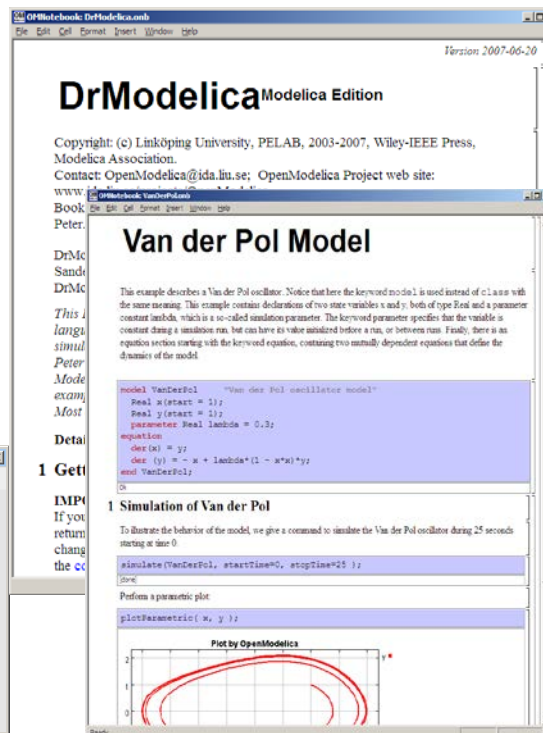 OMNotebook: DrModelica.onb
File Edit Cell Format Insert Window Help
Version 2007-06-20
DrModelica Modelica Edition
Copyright: (c) Linköping University, PELAB, 2003-2007, Wiley-IEEE Press,
Modelica Association.
Contact: OpenModelica@ida.liu.se; OpenModelica Project web site:
Book
Peter.
DrMo
Sande
DrMo
This
langu
simul
Peter
Mode
examp
Most
Detai
1 Gett
IMPO
If you
return
chang
the co
OMNotebook: VanDerPol.onb
File Edit Cell Format Insert Window Help
Van der Pol Model
This example describes a Van der Pol oscillator. Notice that here the keyword model is used instead of class with
the same meaning. This example contains declarations of two state variables x and y, both of type Real and a parameter
constant lambda, which is a so-called simulation parameter. The keyword parameter specifies that the variable is
constant during a simulation run, but can have its value initialized before a run, or between runs. Finally, there is an
equation section starting with the keyword equation, containing two mutually dependent equations that define the
dynamics of the model.
model VanDerPol "Van der Pol oscillator model"
Real x(start = 1);
Real y(start = 1);
parameter Real lambda = 0.3;
equation
der(x) = y;
der (y) = - x + lambda*(1 - x*x)*y;
end VanDerPol;
Ok
1 Simulation of Van der Pol
To illustrate the behavior of the model, we give a command to simulate the Van der Pol oscillator during 25 seconds
starting at time 0:
simulate(VanDerPol, startTime=0, stopTime=25 );
[done]
Perform a parametric plot:
plotParametric( x, y );
Plot by OpenModelica
2
Y
1
0
Ready